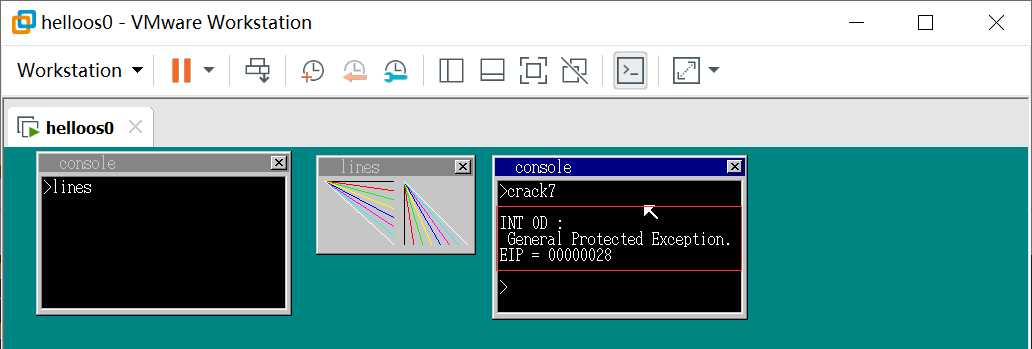 helloos0 - VMware Workstation
Workstation
helloos0
console
>lines
lines
console
>crack7
INT 0D :
General Protected Exception.
EIP = 00000028
>